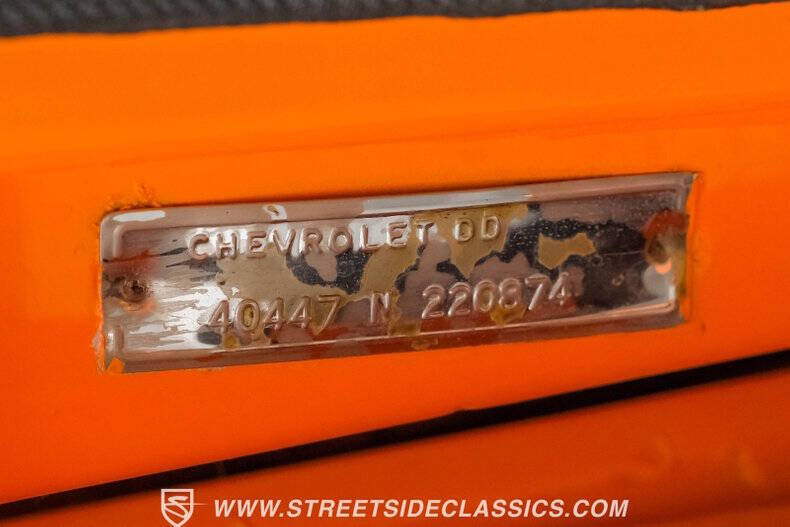 CHEVROLET DD
40447 N 220874
WWW.STREETSIDECLASSICS.COM